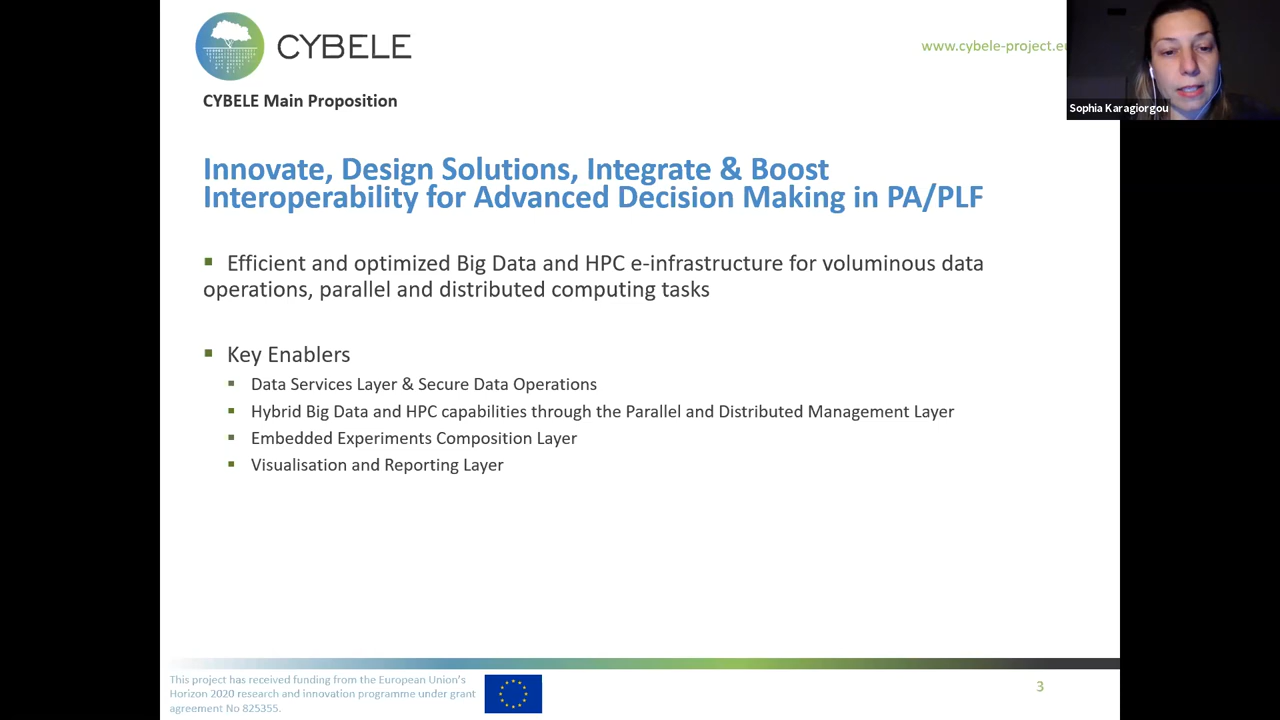 CYBELE
www.cybele-project.eu
Sophia Karagiorgou
CYBELE Main Proposition
Innovate, Design Solutions, Integrate & Boost
Interoperability for Advanced Decision Making in PA/PLF
▪ Efficient and optimized Big Data and HPC e-infrastructure for voluminous data
operations, parallel and distributed computing tasks
▪ Key Enablers
▪ Data Services Layer & Secure Data Operations
▪ Hybrid Big Data and HPC capabilities through the Parallel and Distributed Management Layer
▪ Embedded Experiments Composition Layer
▪ Visualisation and Reporting Layer
This project has received funding from the European Union's
Horizon 2020 research and innovation programme under grant
agreement No 825355.
3